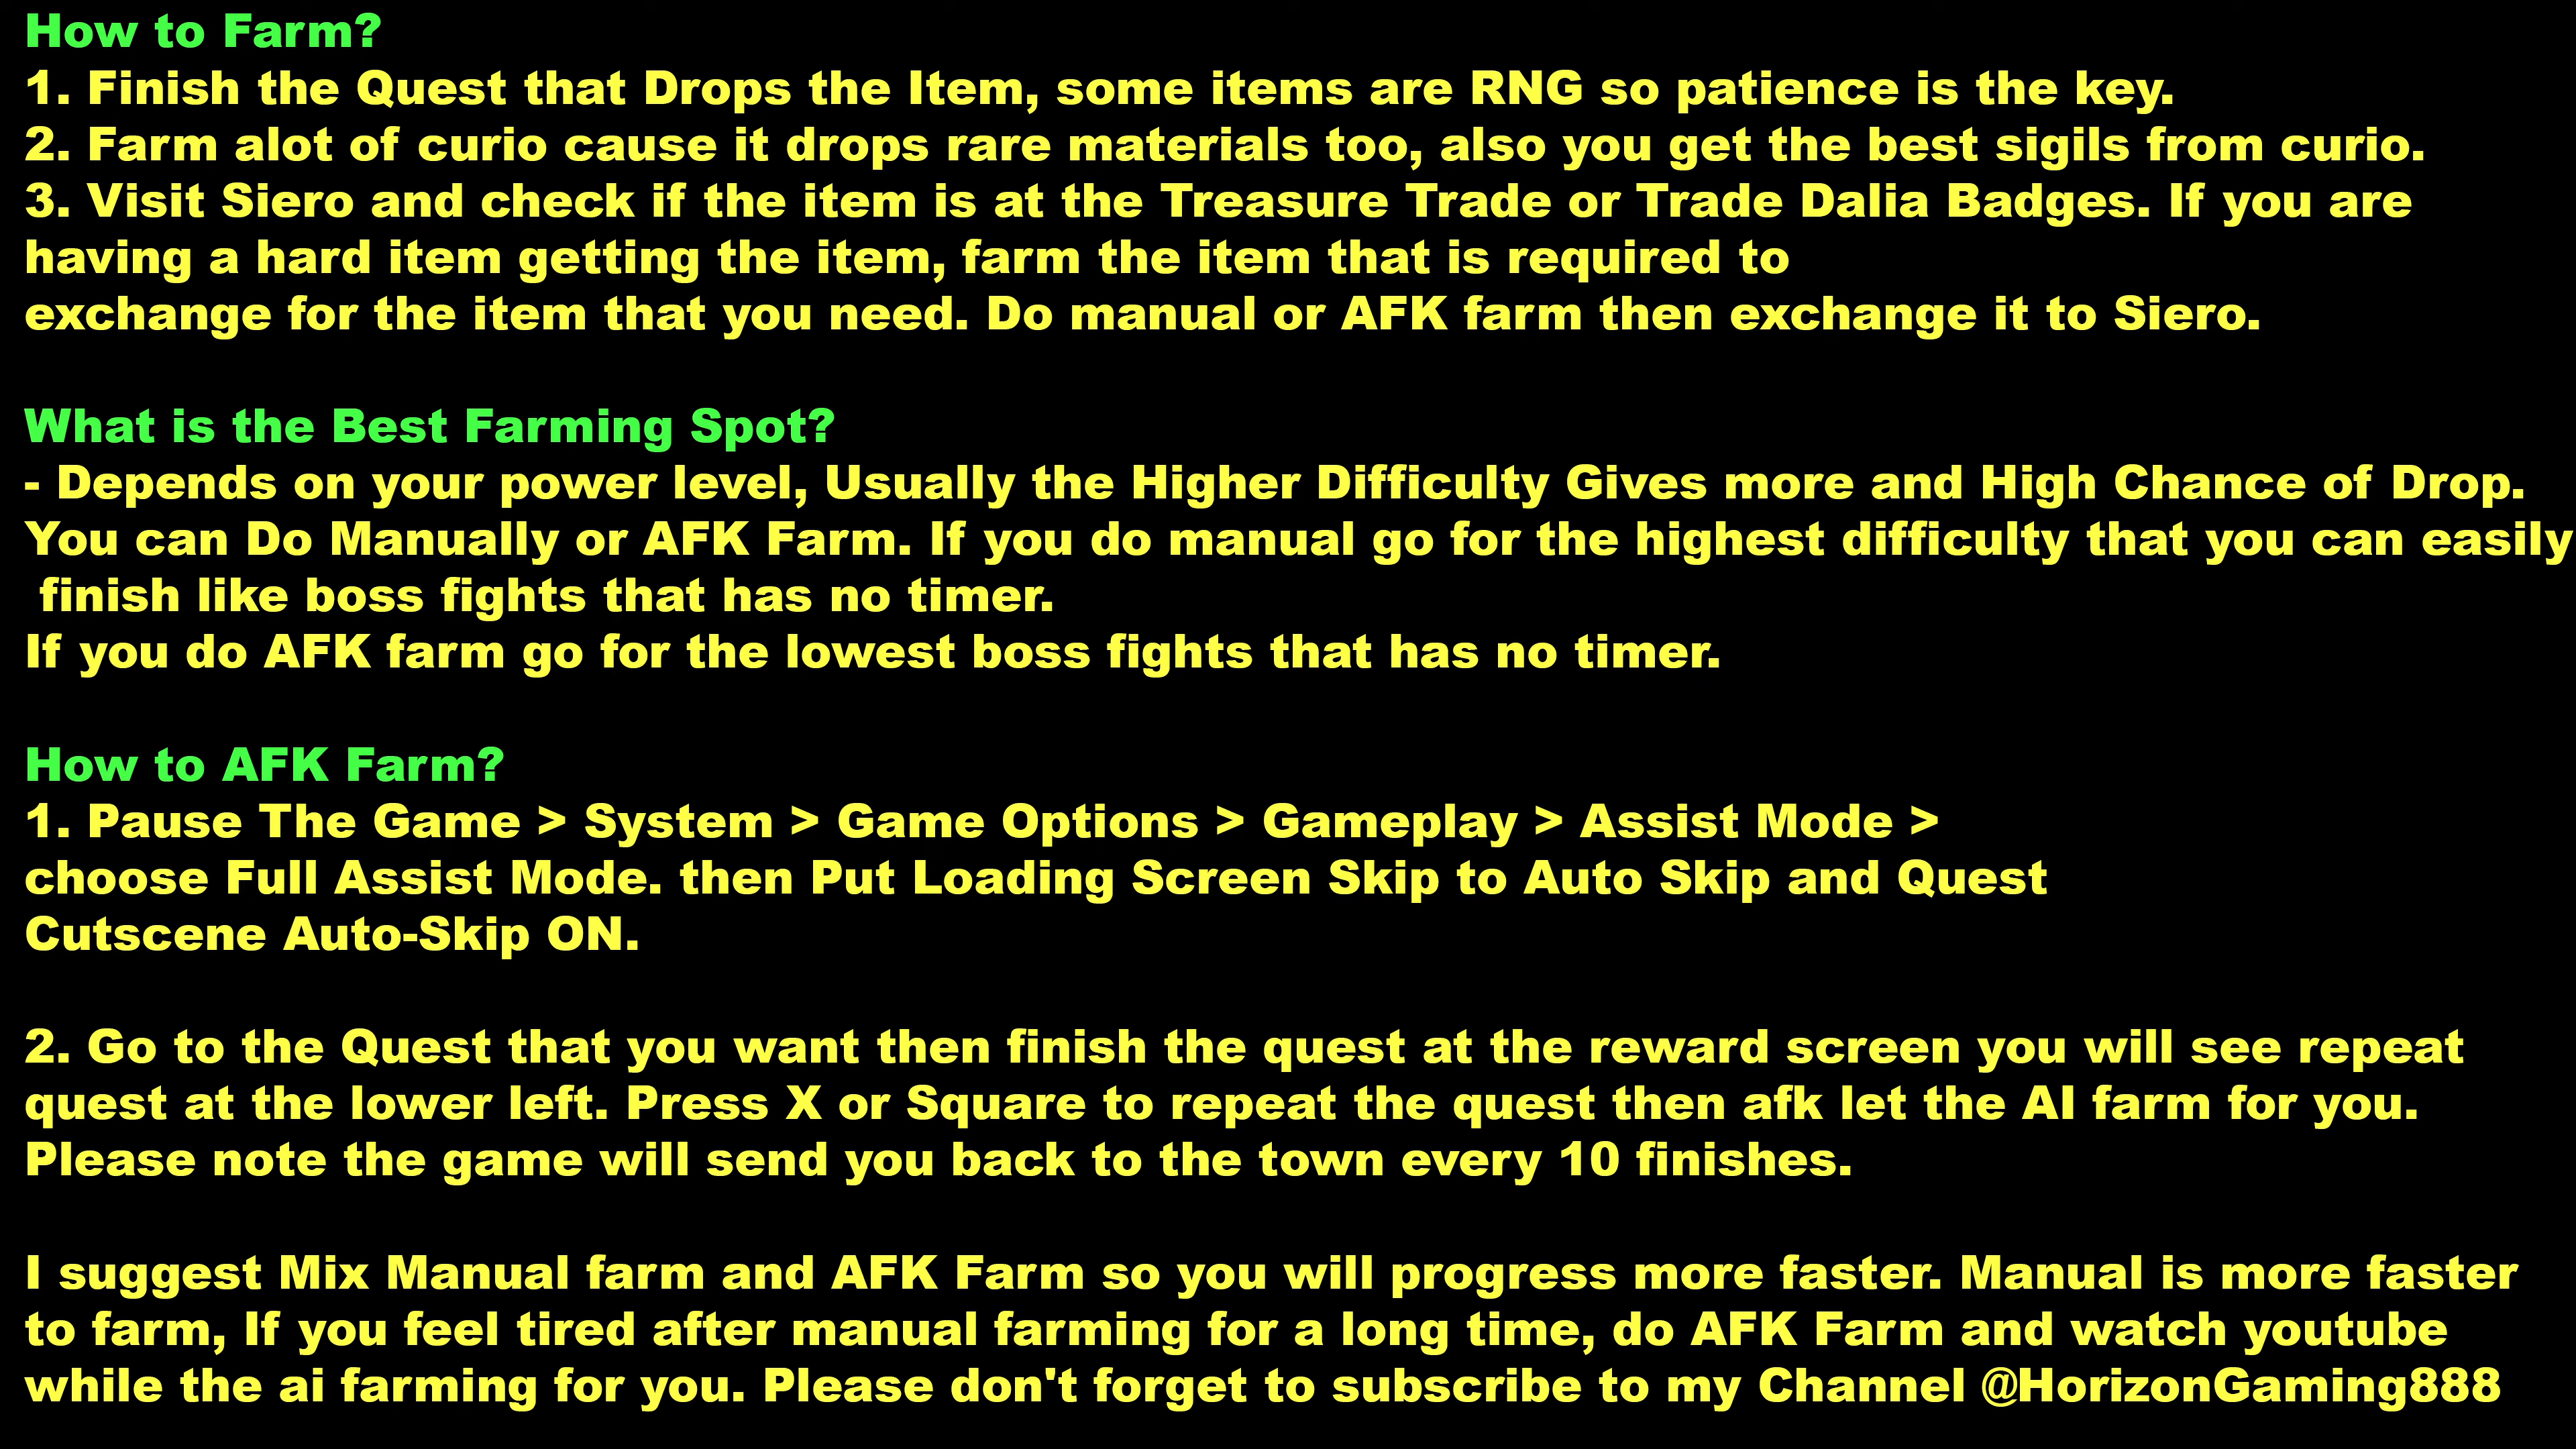 How to Farm?
1. Finish the Quest that Drops the Item, some items are RNG so patience is the key.
2. Farm alot of curio cause it drops rare materials too, also you get the best sigils from curio.
3. Visit Siero and check if the item is at the Treasure Trade or Trade Dalia Badges. If you are
having a hard item getting the item, farm the item that is required to
exchange for the item that you need. Do manual or AFK farm then exchange it to Siero.
What is the Best Farming Spot?
- Depends on your power level, Usually the Higher Difficulty Gives more and High Chance of Drop.
You can Do Manually or AFK Farm. If you do manual go for the highest difficulty that you can easily
finish like boss fights that has no timer.
If you do AFK farm go for the lowest boss fights that has no timer.
How to AFK Farm?
1. Pause The Game > System > Game Options > Gameplay > Assist Mode >
choose Full Assist Mode. then Put Loading Screen Skip to Auto Skip and Quest
Cutscene Auto-Skip ON.
2. Go to the Quest that you want then finish the quest at the reward screen you will see repeat
quest at the lower left. Press X or Square to repeat the quest then afk let the AI farm for you.
Please note the game will send you back to the town every 10 finishes.
I suggest Mix Manual farm and AFK Farm so you will progress more faster. Manual is more faster
to farm, If you feel tired after manual farming for a long time, do AFK Farm and watch youtube
while the ai farming for you. Please don't forget to subscribe to my Channel @HorizonGaming888